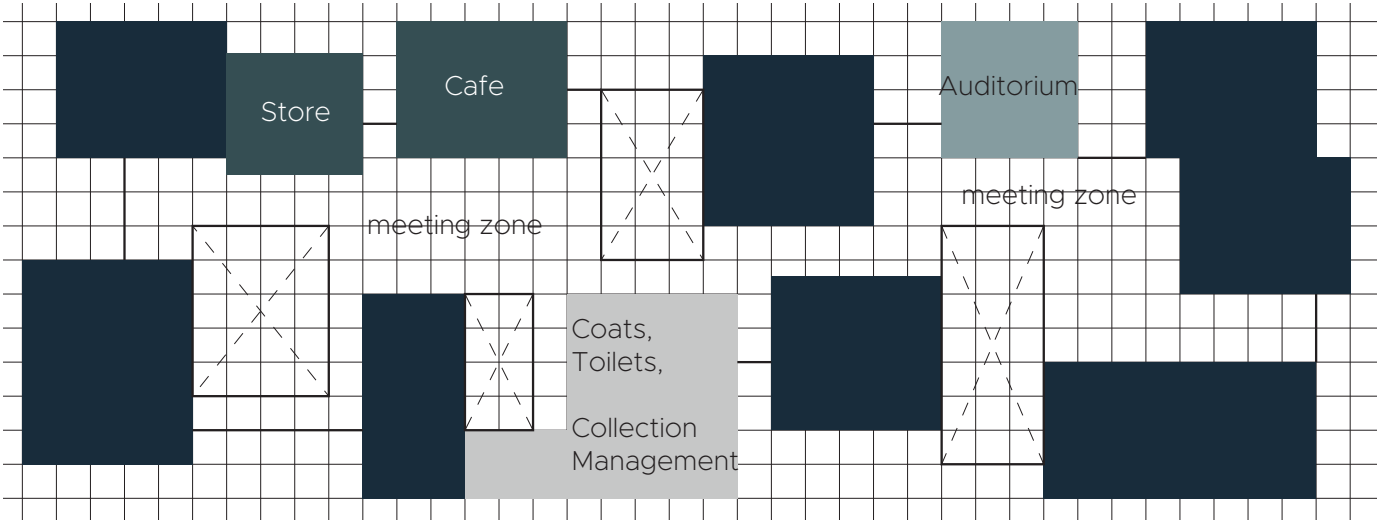 Store
Cafe
Auditorium
meeting zone
meeting zone
Coats,
Toilets,
Collection
Management